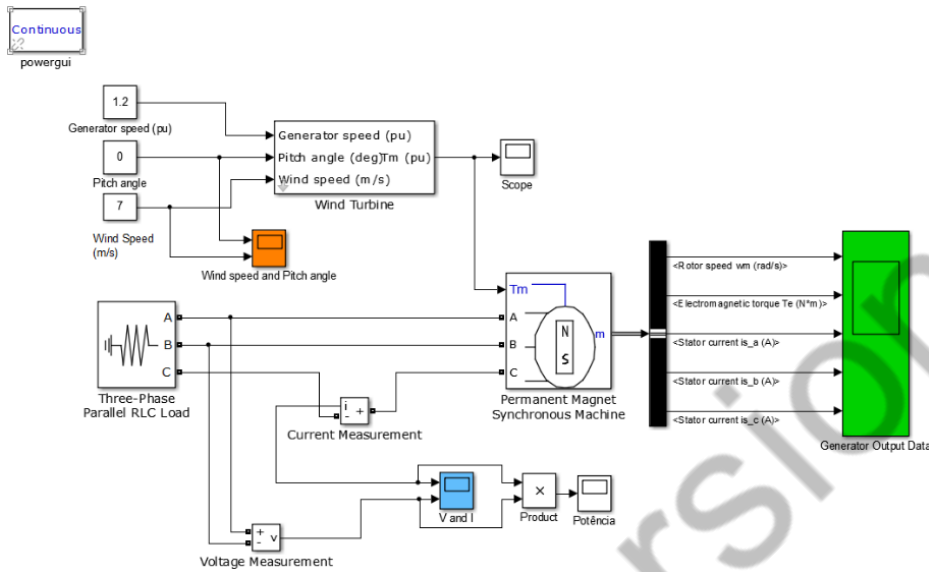 Continuous
powergui
1.2
Generator speed (pu)
0
Pitch angle
7
Wind Speed
(m/s)
Generator speed (pu)
Pitch angle (deg)Tm (pu)
Wind speed (m/s)
Wind Turbine
Scope
Wind speed and Pitch angle
A
B
C
Three-Phase
Parallel RLC Load
Tm
A
B
C
N
S
m
Permanent Magnet
Synchronous Machine
<Rotor speed wm (rad/s)>
<Electromagnetic torque Te (N*m)>
<Stator current is_a (A)>
<Stator current is_b (A)>
<Stator current is_c (A)>
Generator Output Data
i
- +
Current Measurement
V and I
×
Product
Potência
+
-
v
Voltage Measurement
rsion